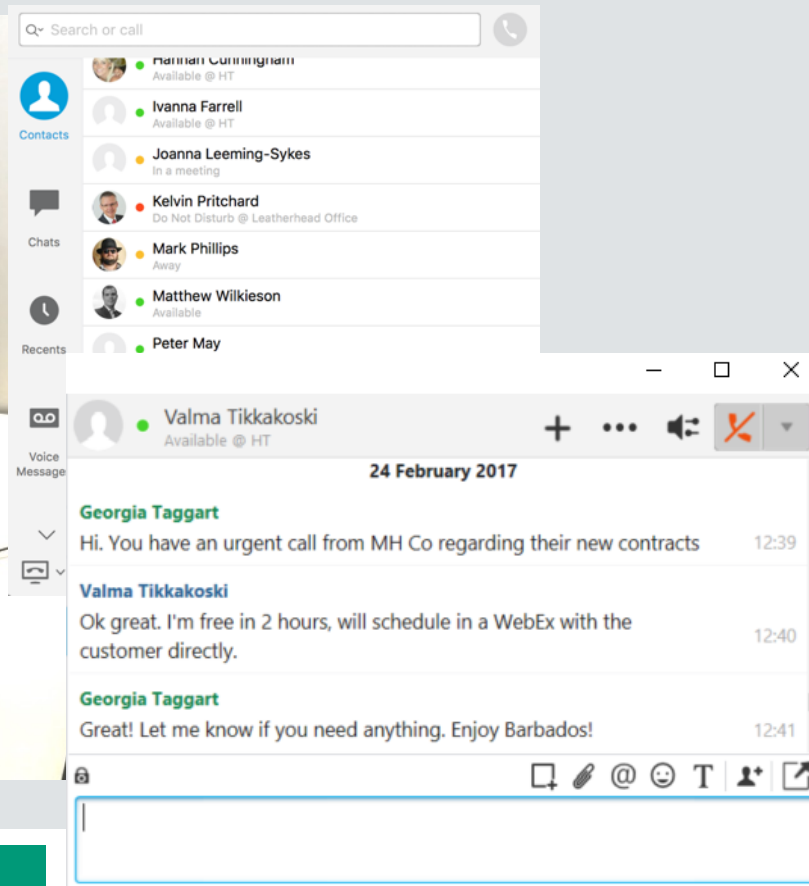 Search or call
Hannah Cunningham
Available @ HT
Ivanna Farrell
Available @ HT
Contacts
Joanna Leeming-Sykes
In a meeting
Kelvin Pritchard
Do Not Disturb @ Leatherhead Office
Chats
Mark Phillips
Away
Matthew Wilkieson
Available
Recents
Peter May
Voice
Message
Valma Tikkakoski
Available @ HT
24 February 2017
Georgia Taggart
Hi. You have an urgent call from MH Co regarding their new contracts 12:39
Valma Tikkakoski
Ok great. I'm free in 2 hours, will schedule in a WebEx with the
customer directly. 12:40
Georgia Taggart
Great! Let me know if you need anything. Enjoy Barbados! 12:41